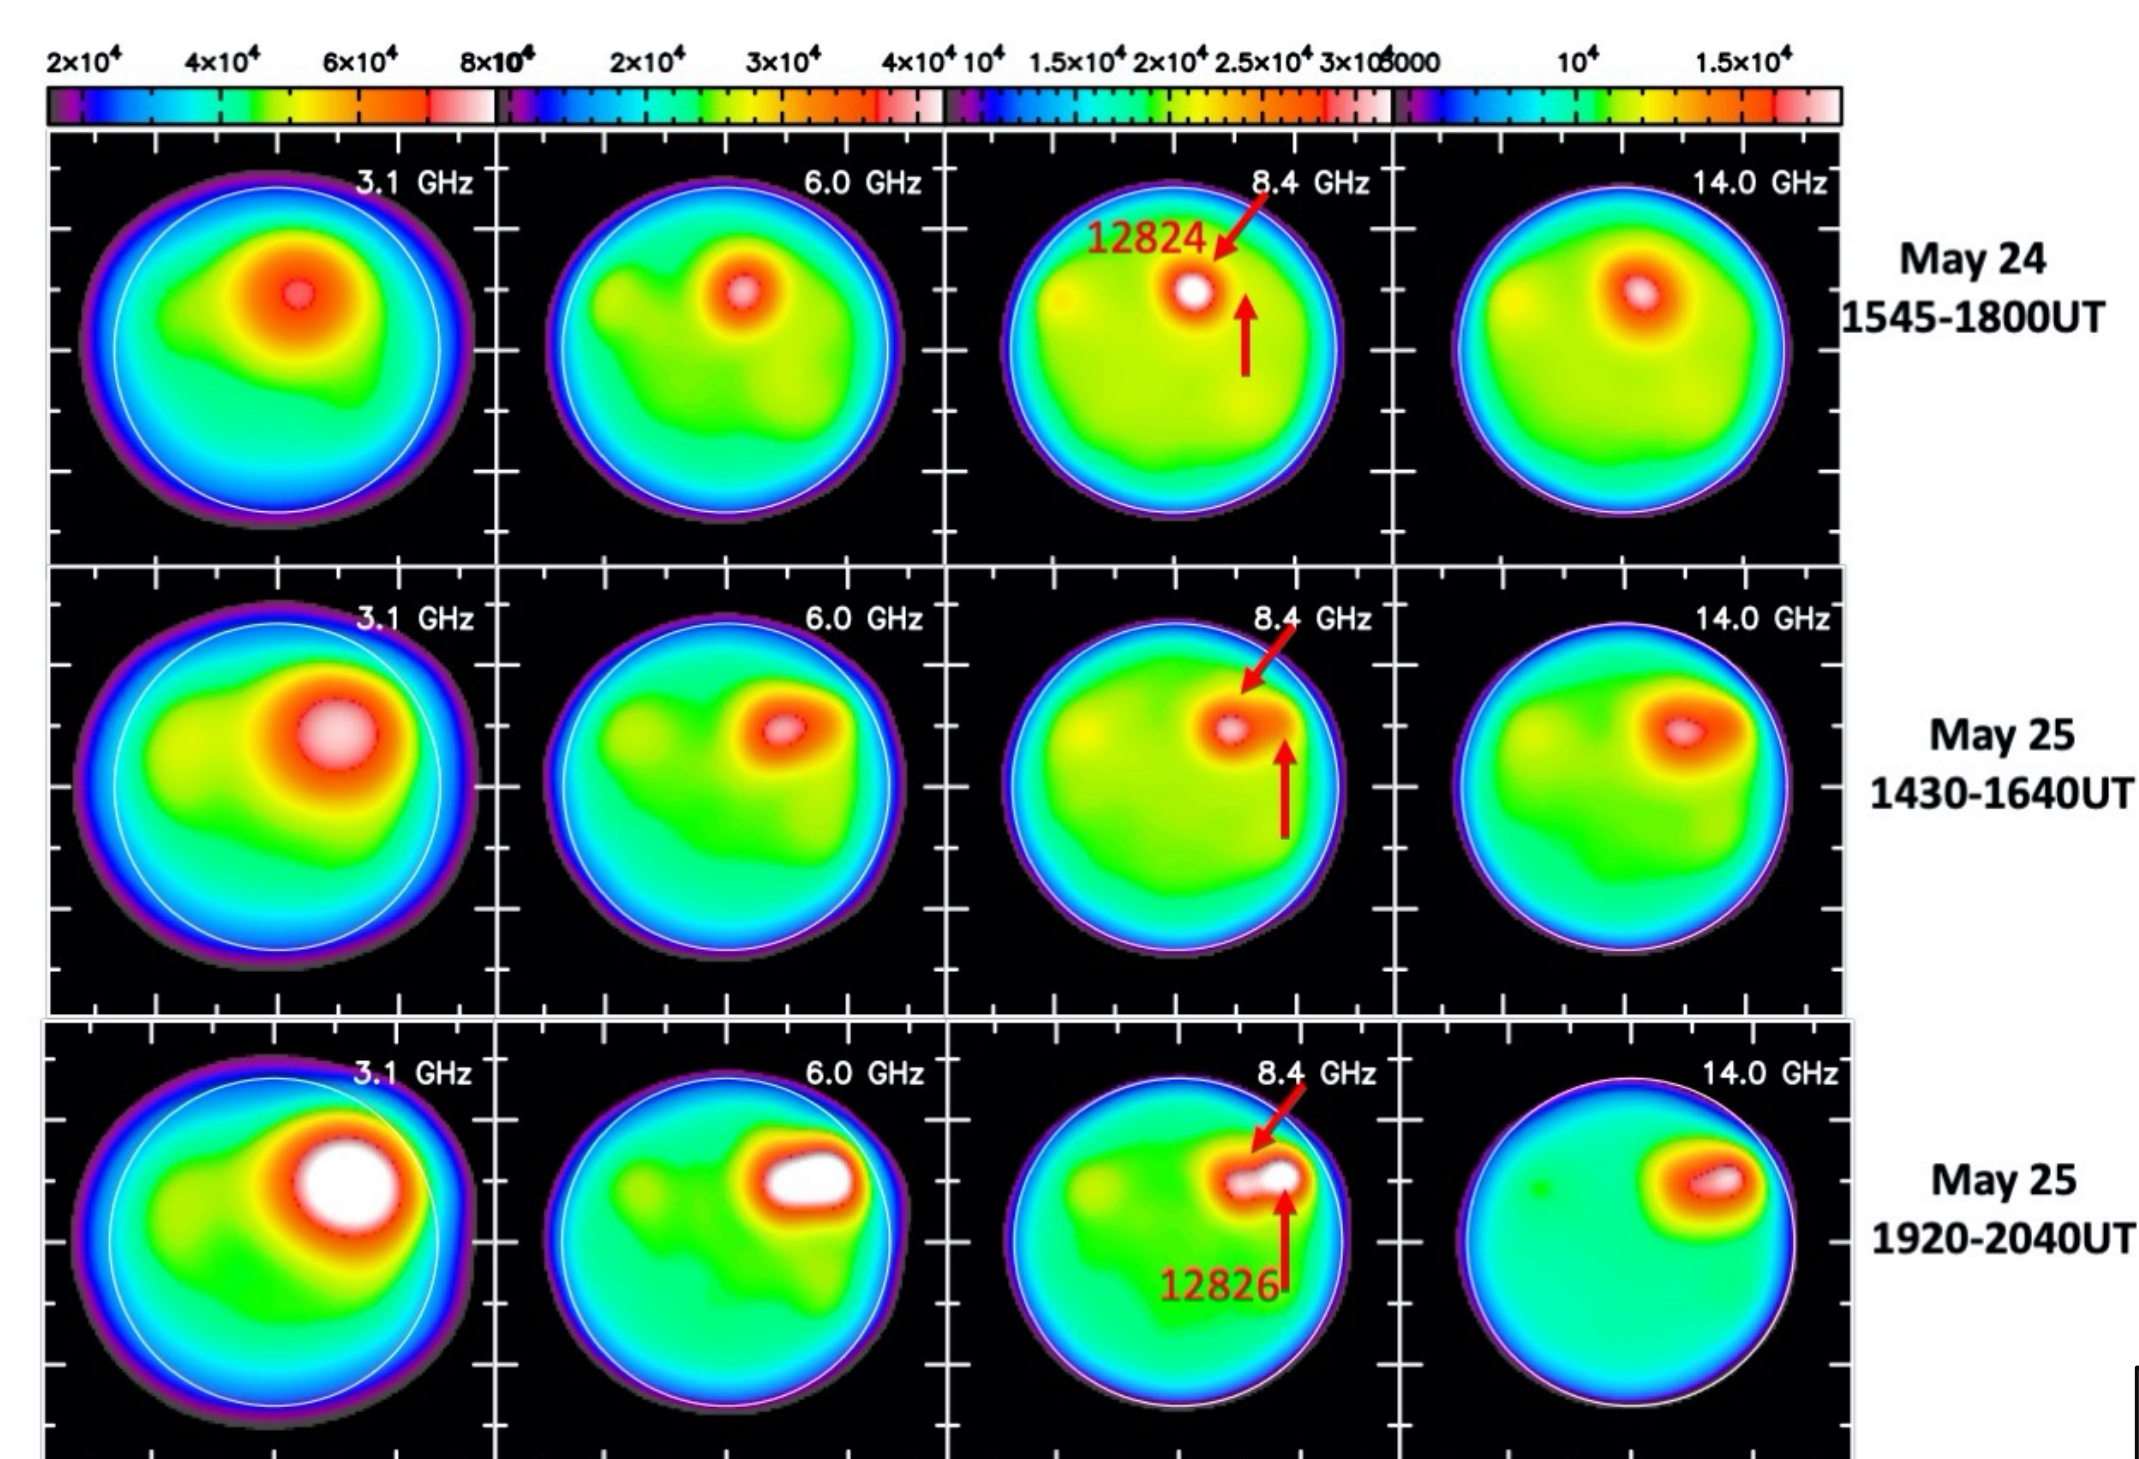 2×10⁴ 4×10⁴ 6×10⁴ 8×10⁴ 2×10⁴ 3×10⁴ 4×10⁴ 10⁴ 1.5×10⁴ 2×10⁴ 2.5×10⁴ 10⁴ 1.5×10⁴
3.1 GHz 6.0 GHz 8.4 GHz 14.0 GHz
12824
May 24
1545-1800UT
3.1 GHz 6.0 GHz 8.4 GHz 14.0 GHz
May 25
1430-1640UT
3.1 GHz 6.0 GHz 8.4 GHz 14.0 GHz
May 25
1920-2040UT
12826